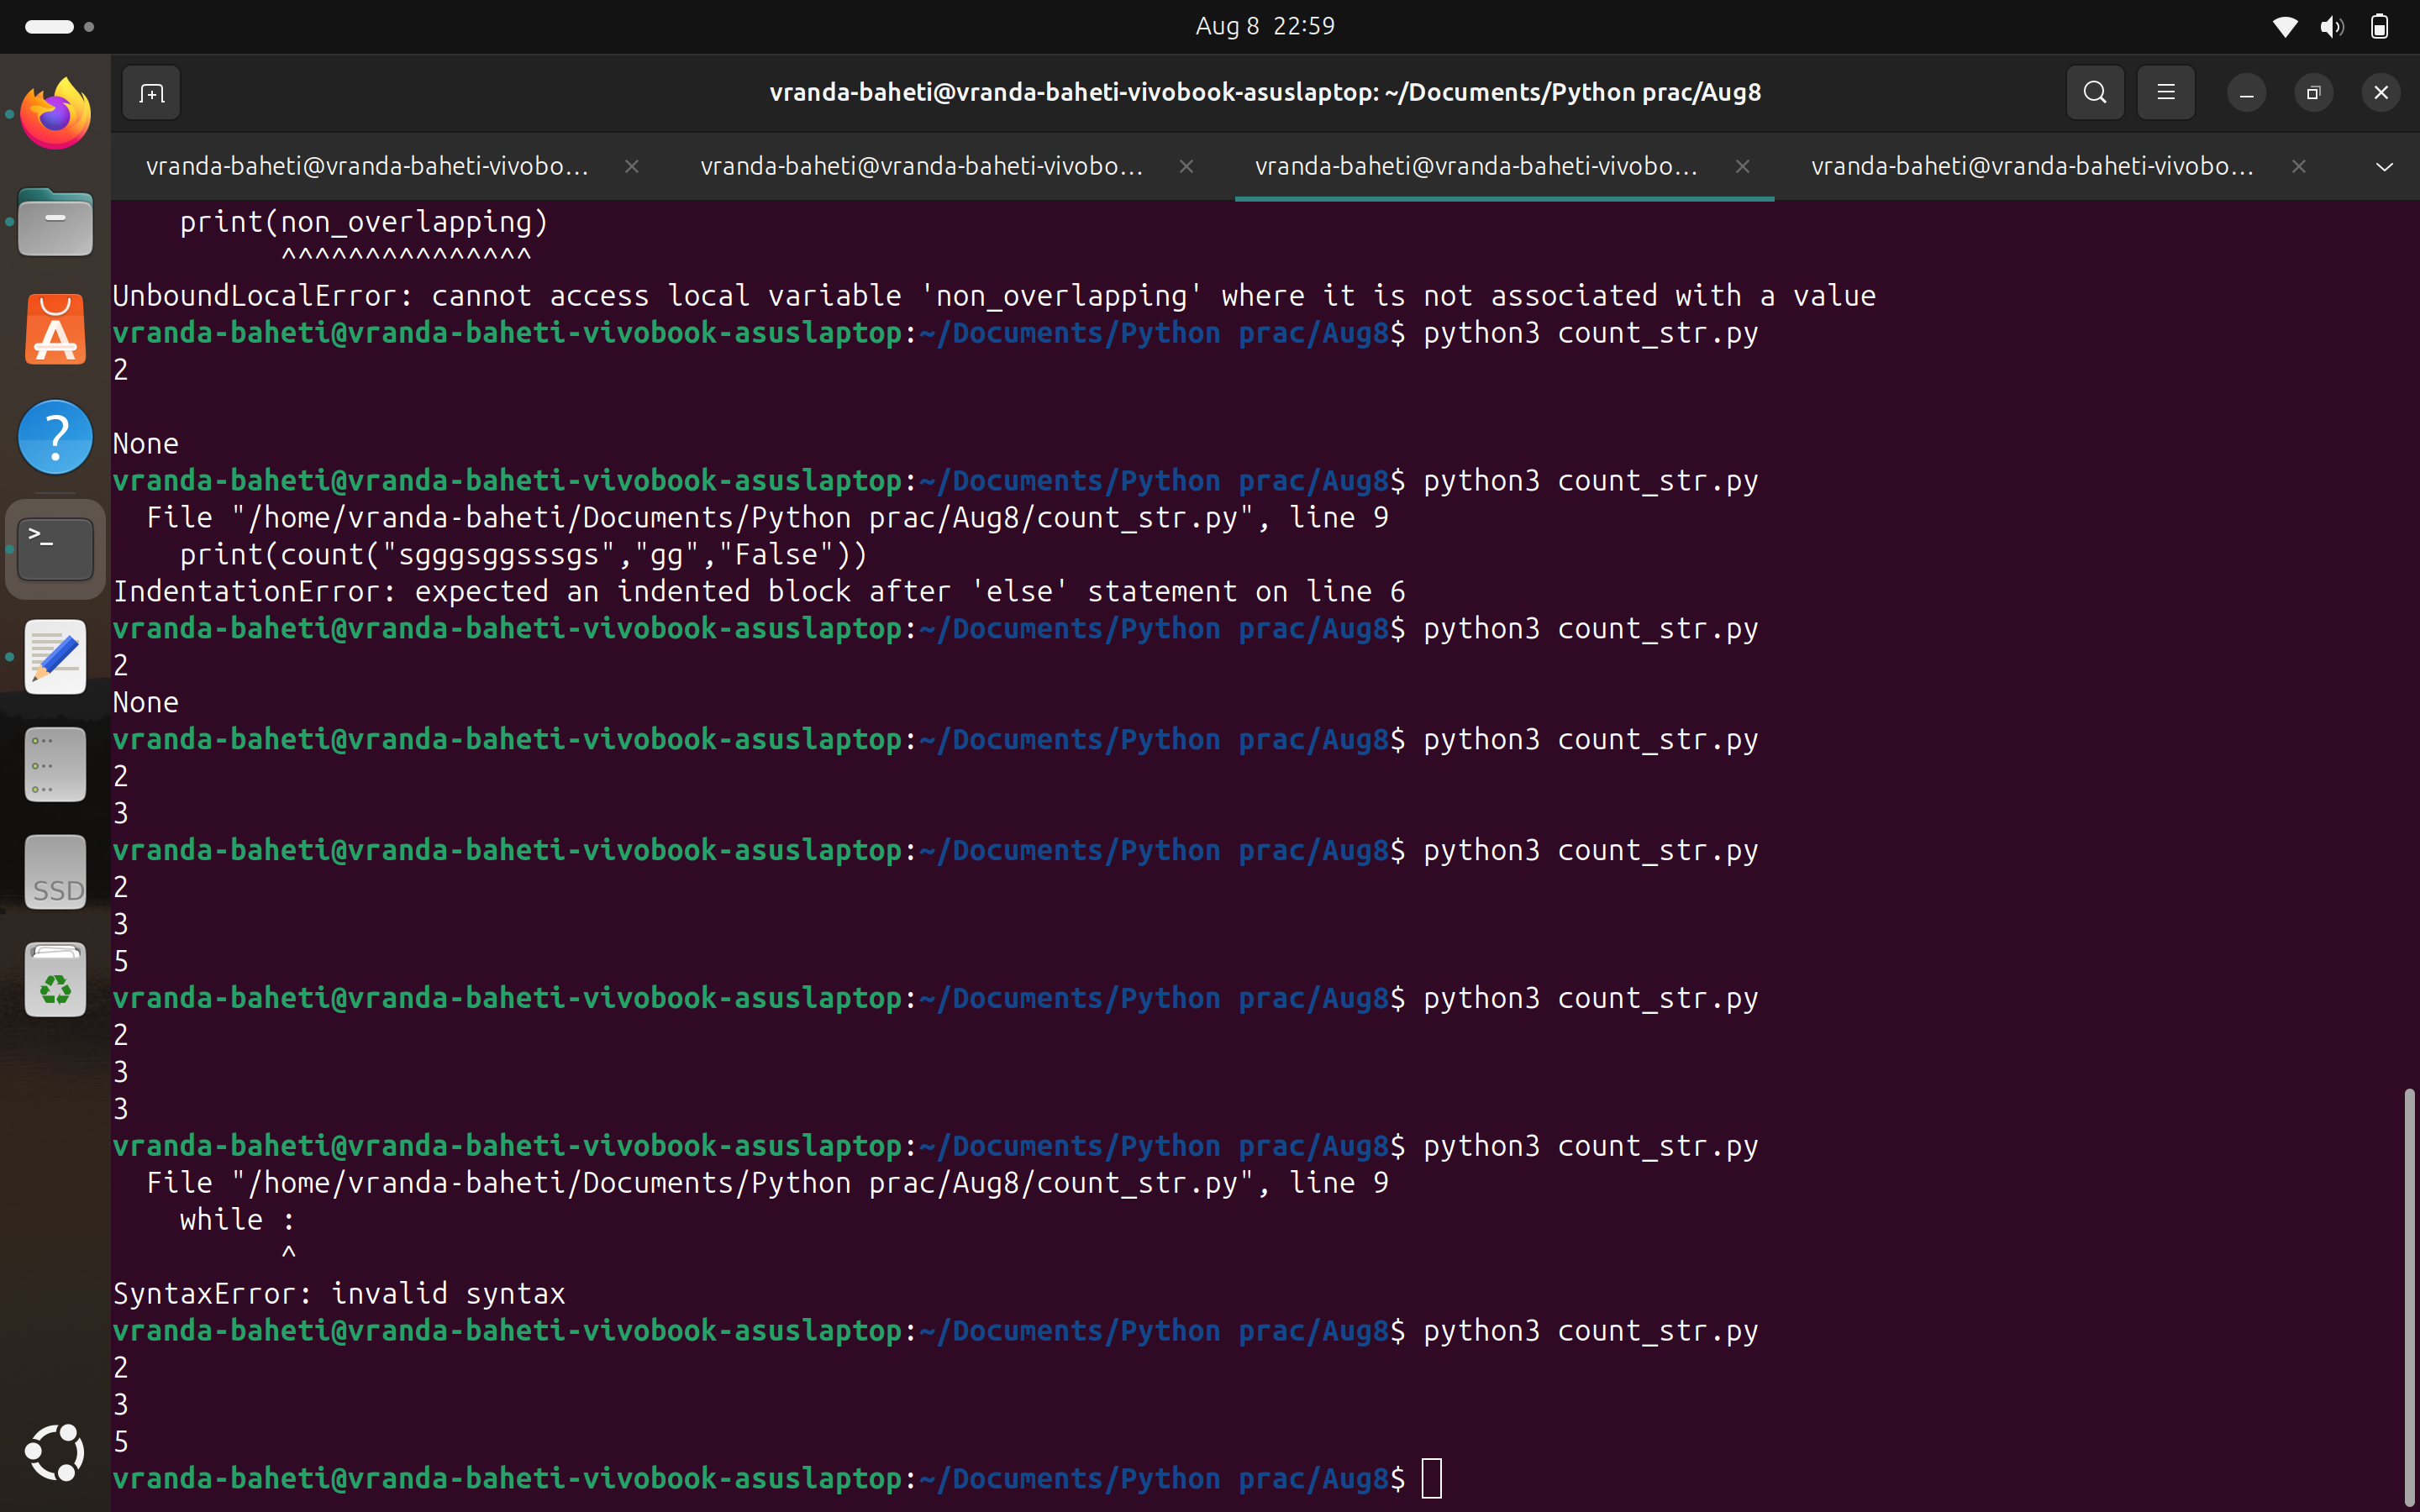 Aug 8 22:59
vranda-baheti@vranda-baheti-vivobook-asuslaptop: ~/Documents/Python prac/Aug8
vranda-baheti@vranda-baheti-vivobo... vranda-baheti@vranda-baheti-vivobo... vranda-baheti@vranda-baheti-vivobo... vranda-baheti@vranda-baheti-vivobo...
print(non_overlapping)
^^^^^^^^^^^^^^^
UnboundLocalError: cannot access local variable 'non_overlapping' where it is not associated with a value
vranda-baheti@vranda-baheti-vivobook-asuslaptop:~/Documents/Python prac/Aug8$ python3 count_str.py
2
None
vranda-baheti@vranda-baheti-vivobook-asuslaptop:~/Documents/Python prac/Aug8$ python3 count_str.py
File "/home/vranda-baheti/Documents/Python prac/Aug8/count_str.py", line 9
print(count("sgggsggsssgs","gg","False"))
IndentationError: expected an indented block after 'else' statement on line 6
vranda-baheti@vranda-baheti-vivobook-asuslaptop:~/Documents/Python prac/Aug8$ python3 count_str.py
2
None
vranda-baheti@vranda-baheti-vivobook-asuslaptop:~/Documents/Python prac/Aug8$ python3 count_str.py
2
3
vranda-baheti@vranda-baheti-vivobook-asuslaptop:~/Documents/Python prac/Aug8$ python3 count_str.py
2
3
5
vranda-baheti@vranda-baheti-vivobook-asuslaptop:~/Documents/Python prac/Aug8$ python3 count_str.py
2
3
3
vranda-baheti@vranda-baheti-vivobook-asuslaptop:~/Documents/Python prac/Aug8$ python3 count_str.py
File "/home/vranda-baheti/Documents/Python prac/Aug8/count_str.py", line 9
while :
^
SyntaxError: invalid syntax
vranda-baheti@vranda-baheti-vivobook-asuslaptop:~/Documents/Python prac/Aug8$ python3 count_str.py
2
3
5
vranda-baheti@vranda-baheti-vivobook-asuslaptop:~/Documents/Python prac/Aug8$
SSD